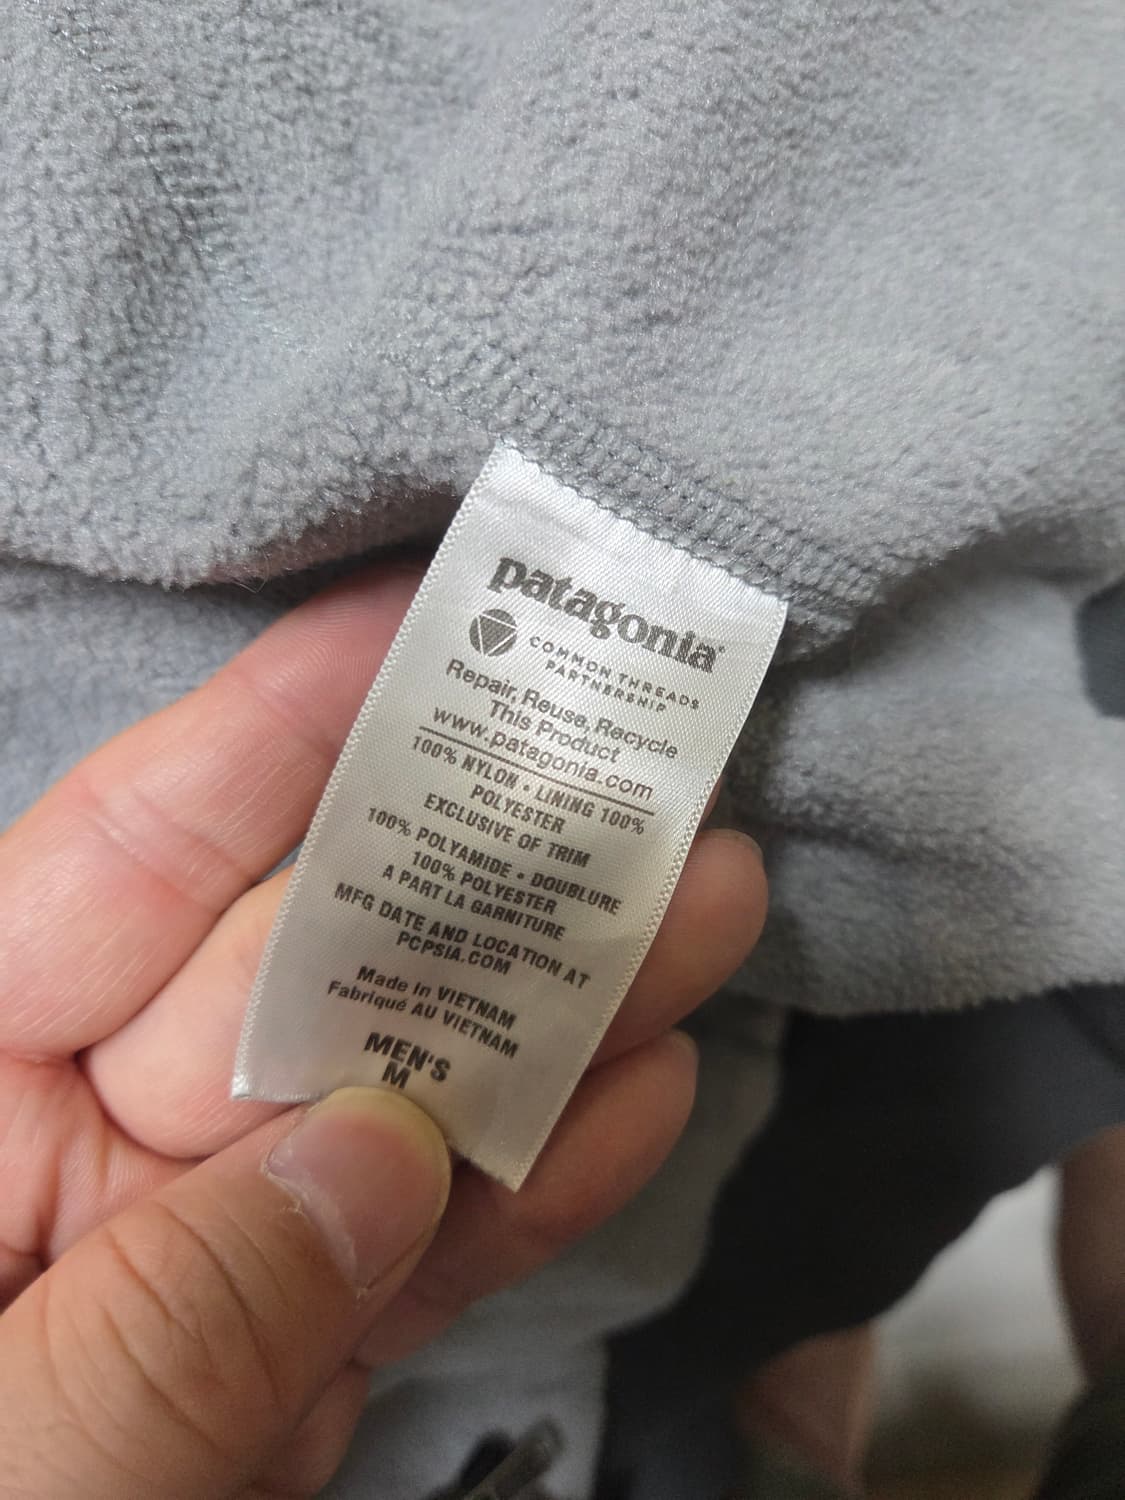 patagonia®
COMMON THREADS
PARTNERSHIP
Repair, Reuse, Recycle
This Product
www.patagonia.com
100% NYLON • LINING 100%
POLYESTER
EXCLUSIVE OF TRIM
100% POLYAMIDE • DOUBLURE
100% POLYESTER
A PART LA GARNITURE
MFG DATE AND LOCATION AT
PCPSIA.COM
Made in VIETNAM
Fabriqué AU VIETNAM
MEN'S
M